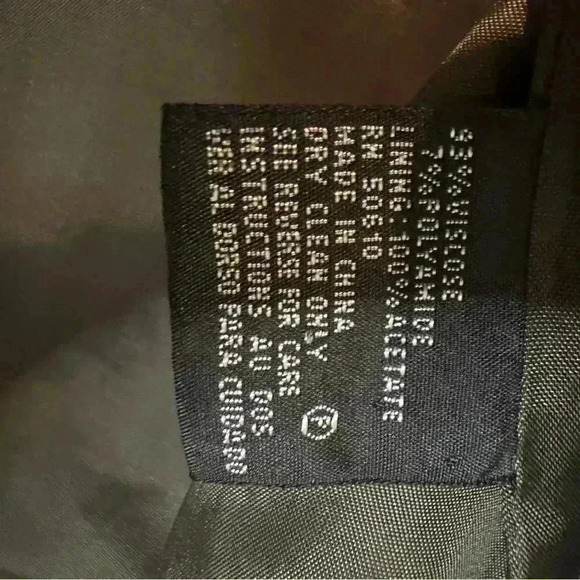 93% VISCOSE
7% POLYAMIDE
LINING: 100% ACETATE
RN 50610
MADE IN CHINA
DRY CLEAN ONLY P
SEE REVERSE FOR CARE
INSTRUCTIONS AU DOS
VER AL DORSO PARA CUIDADO